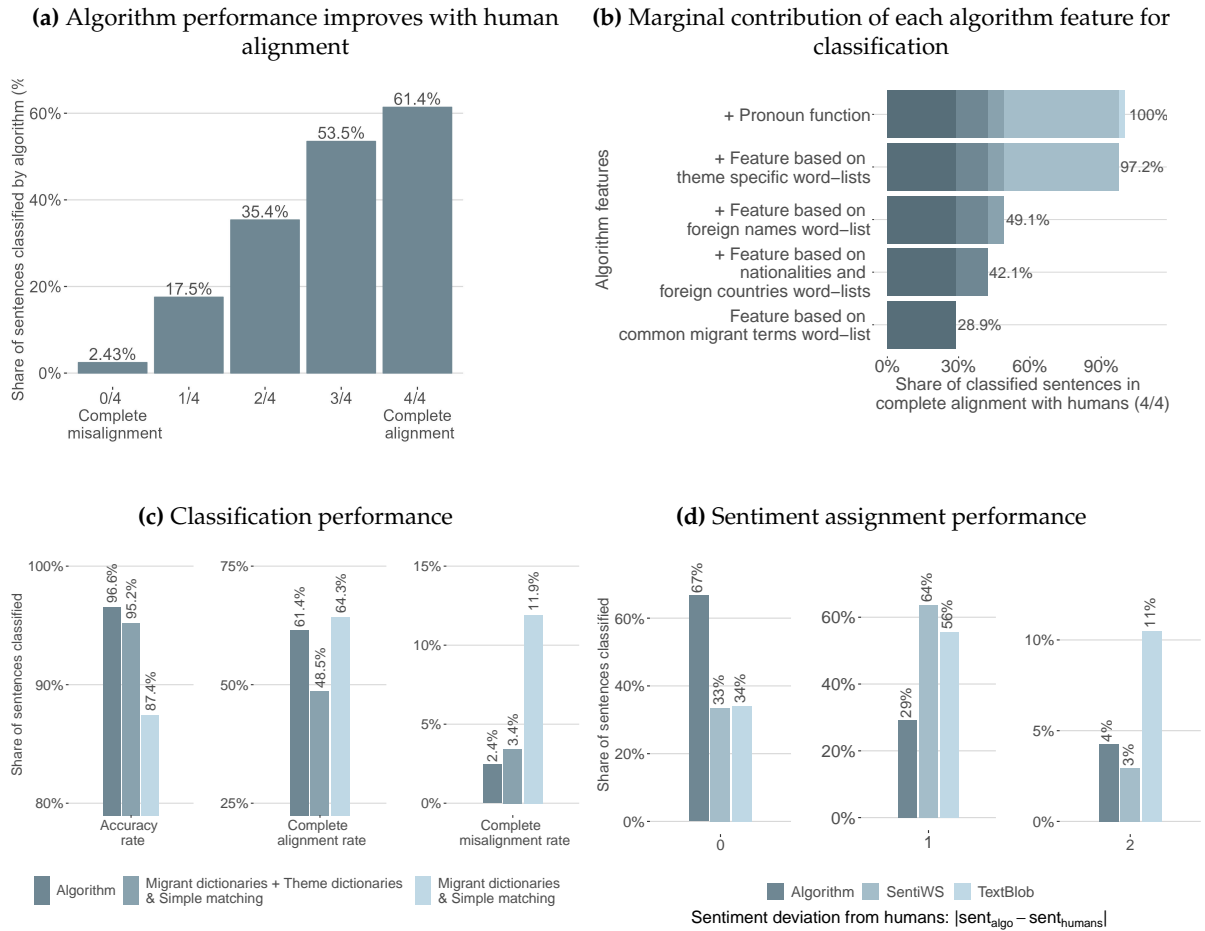 (a) Algorithm performance improves with human
alignment
Share of sentences classified by algorithm (%
60%
40%
20%
0%
2.43%
17.5%
35.4%
53.5%
61.4%
0/4
Complete
misalignment
1/4
2/4
3/4
4/4
Complete
alignment
(b) Marginal contribution of each algorithm feature for
classification
Algorithm features
+ Pronoun function
100%
+ Feature based on
theme specific word−lists
97.2%
+ Feature based on
foreign names word−list
49.1%
+ Feature based on
nationalities and
foreign countries word−lists
42.1%
Feature based on
common migrant terms word−list
28.9%
0% 30% 60% 90%
Share of classified sentences in
complete alignment with humans (4/4)
(c) Classification performance
Share of sentences classified
100%
90%
80%
96.6%
95.2%
87.4%
Accuracy
rate
75%
50%
25%
61.4%
48.5%
64.3%
Complete
alignment rate
15%
10%
5%
0%
2.4%
3.4%
11.9%
Complete
misalignment rate
Algorithm
Migrant dictionaries + Theme dictionaries
& Simple matching
Migrant dictionaries
& Simple matching
(d) Sentiment assignment performance
Share of sentences classified
60%
40%
20%
0%
67%
33%
34%
0
60%
40%
20%
0%
29%
64%
56%
1
10%
5%
0%
4%
3%
11%
2
Algorithm SentiWS TextBlob
Sentiment deviation from humans: |sentalgo − senthumans|